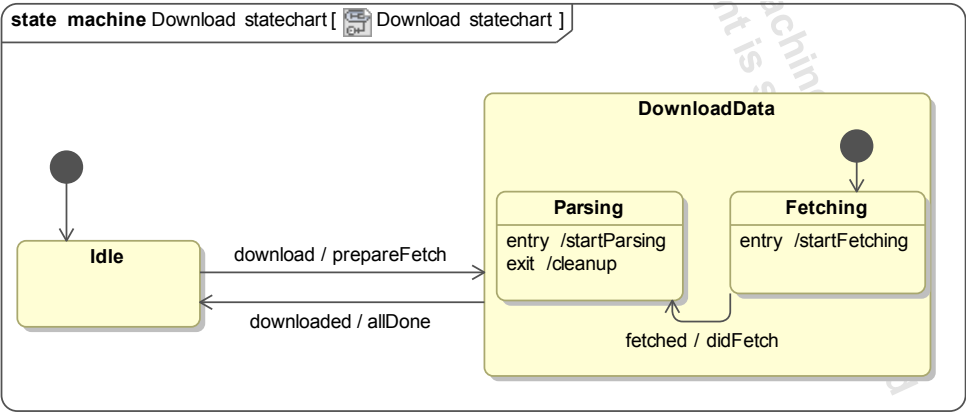 state machine Download statechart [ Download statechart ]
DownloadData
Parsing
entry /startParsing
exit /cleanup
Fetching
entry /startFetching
Idle
download / prepareFetch
downloaded / allDone
fetched / didFetch